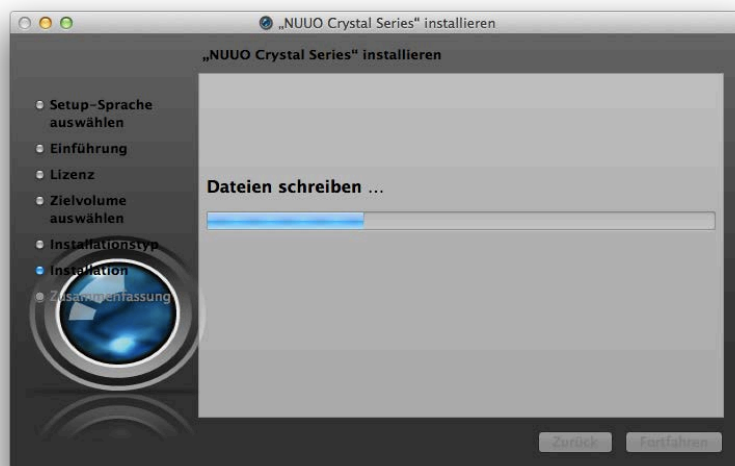 „NUUO Crystal Series“ installieren
„NUUO Crystal Series“ installieren
Setup-Sprache
auswählen
Einführung
Lizenz
Zielvolume
auswählen
Installationstyp
Installation
Zusammenfassung
Dateien schreiben ...
Zurück
Fortfahren